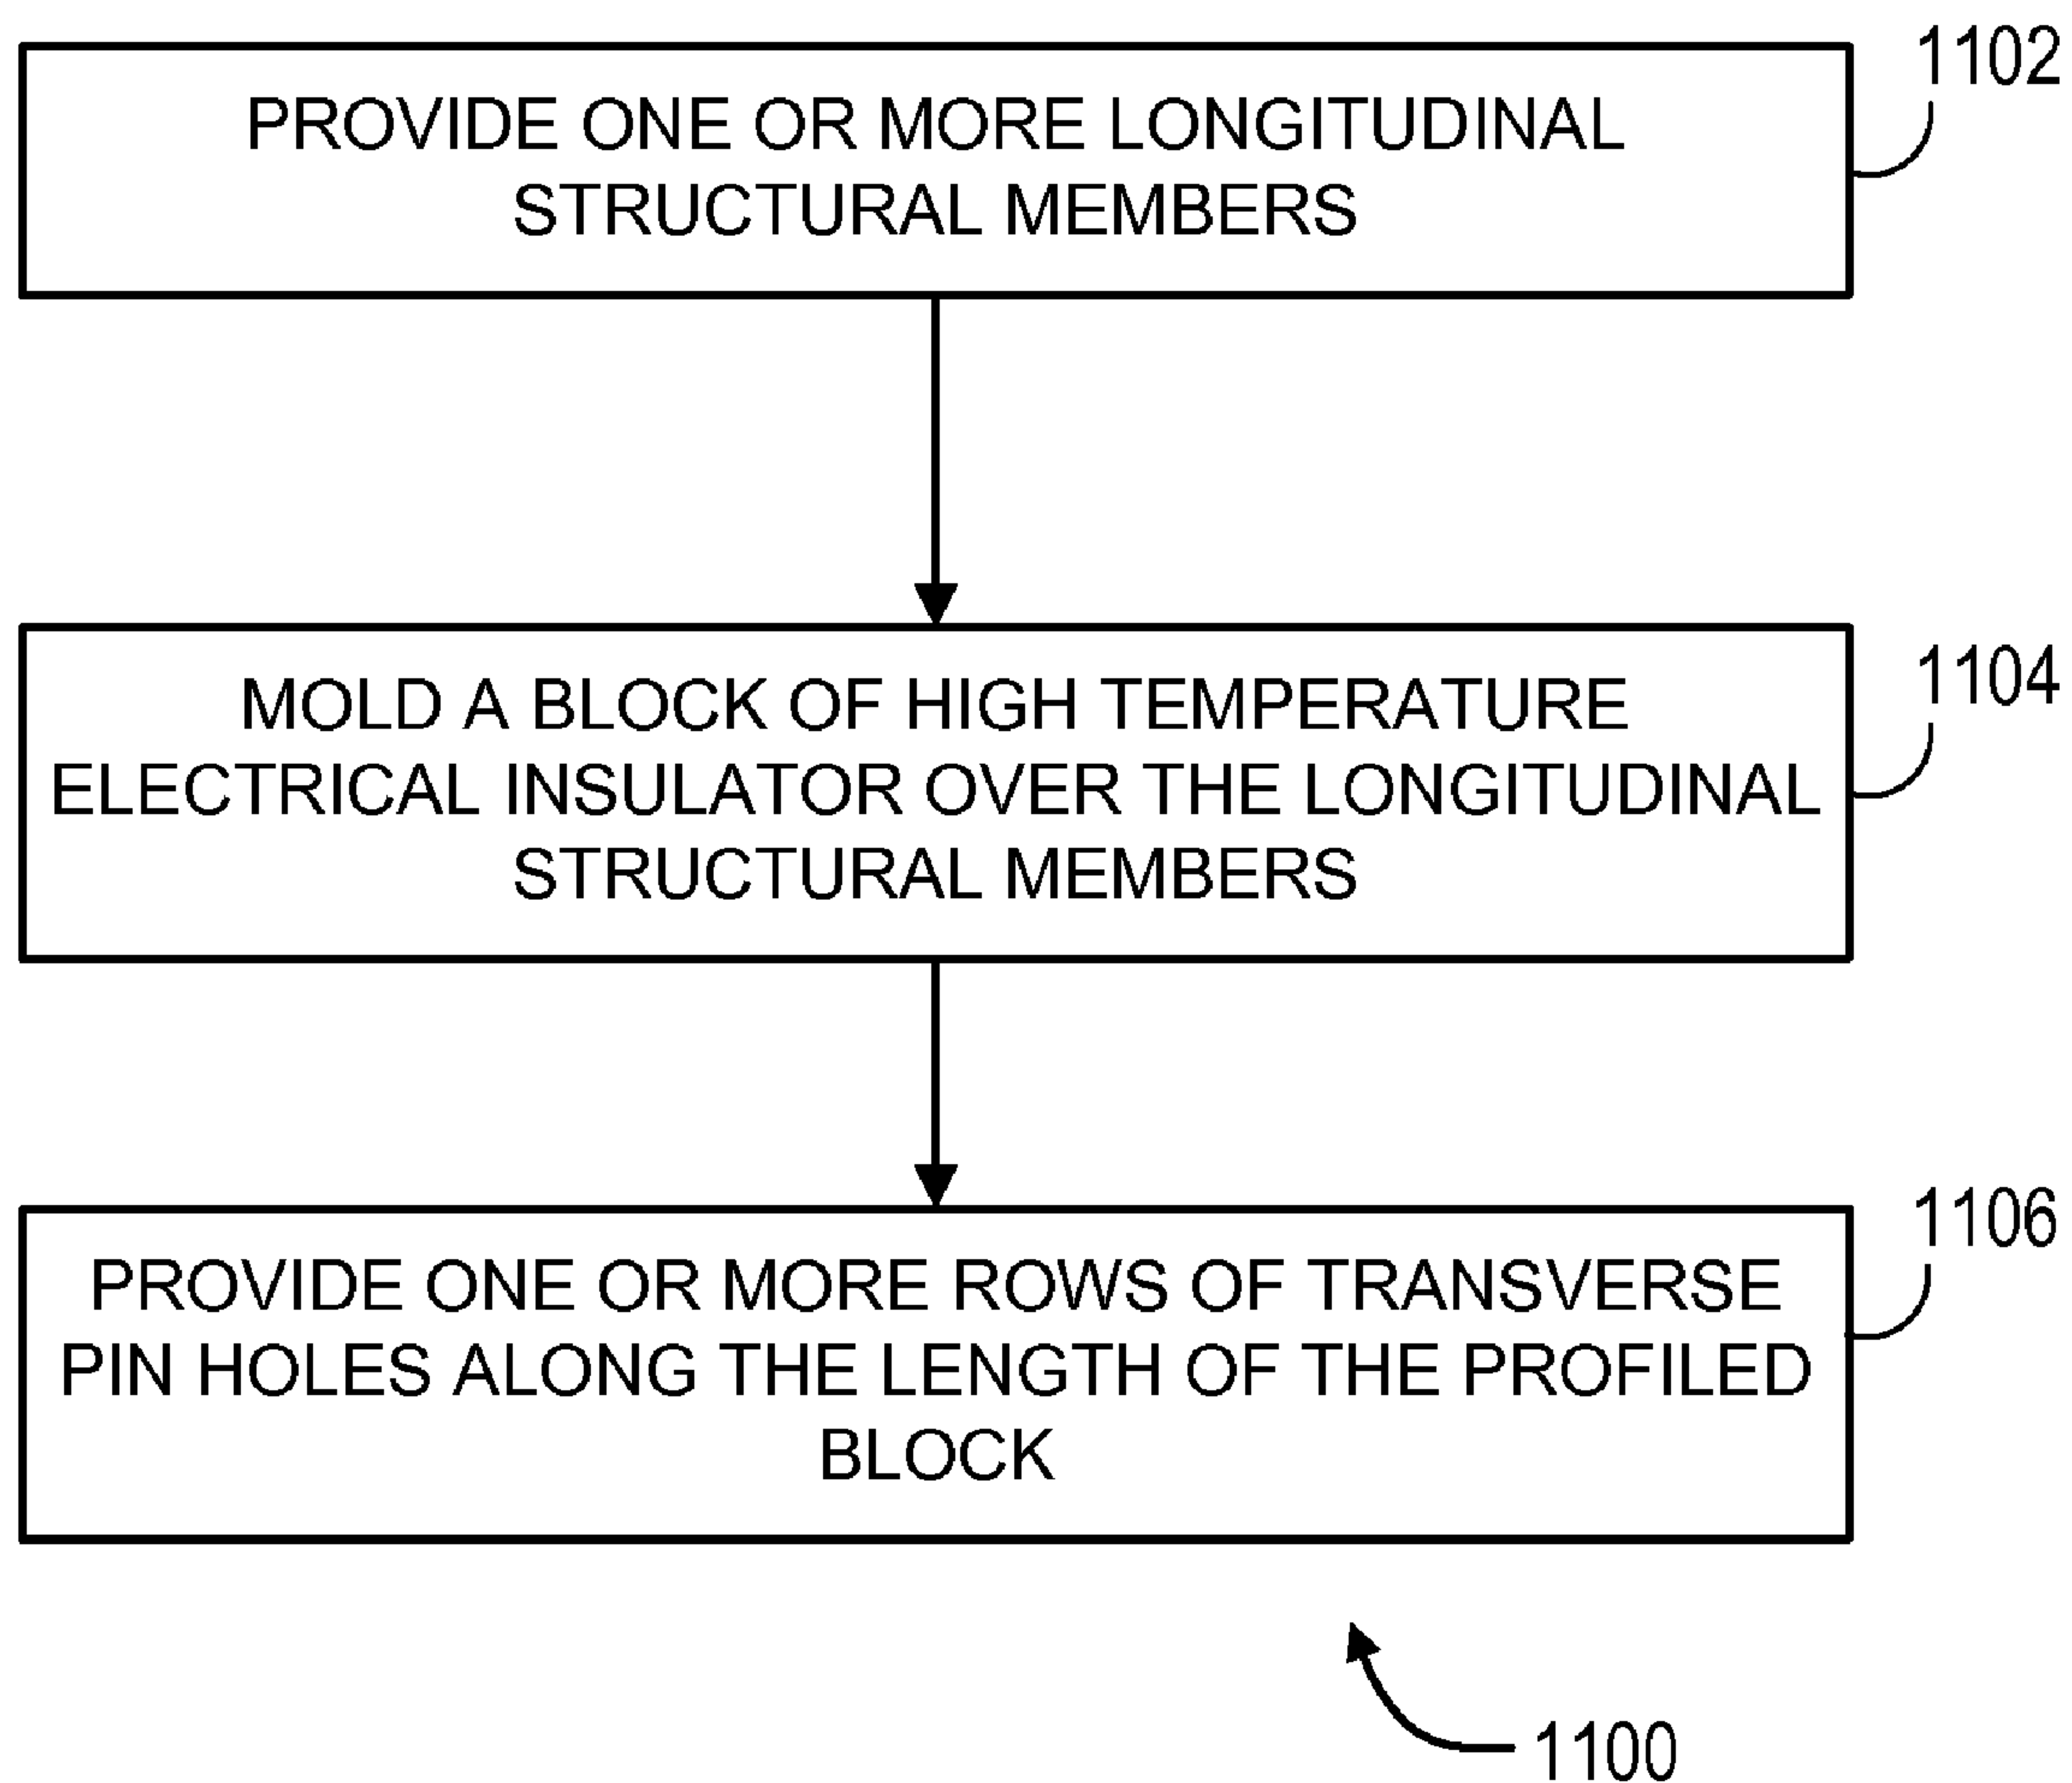 1102
PROVIDE ONE OR MORE LONGITUDINAL
STRUCTURAL MEMBERS
1104
MOLD A BLOCK OF HIGH TEMPERATURE
ELECTRICAL INSULATOR OVER THE LONGITUDINAL
STRUCTURAL MEMBERS
1106
PROVIDE ONE OR MORE ROWS OF TRANSVERSE
PIN HOLES ALONG THE LENGTH OF THE PROFILED
BLOCK
1100